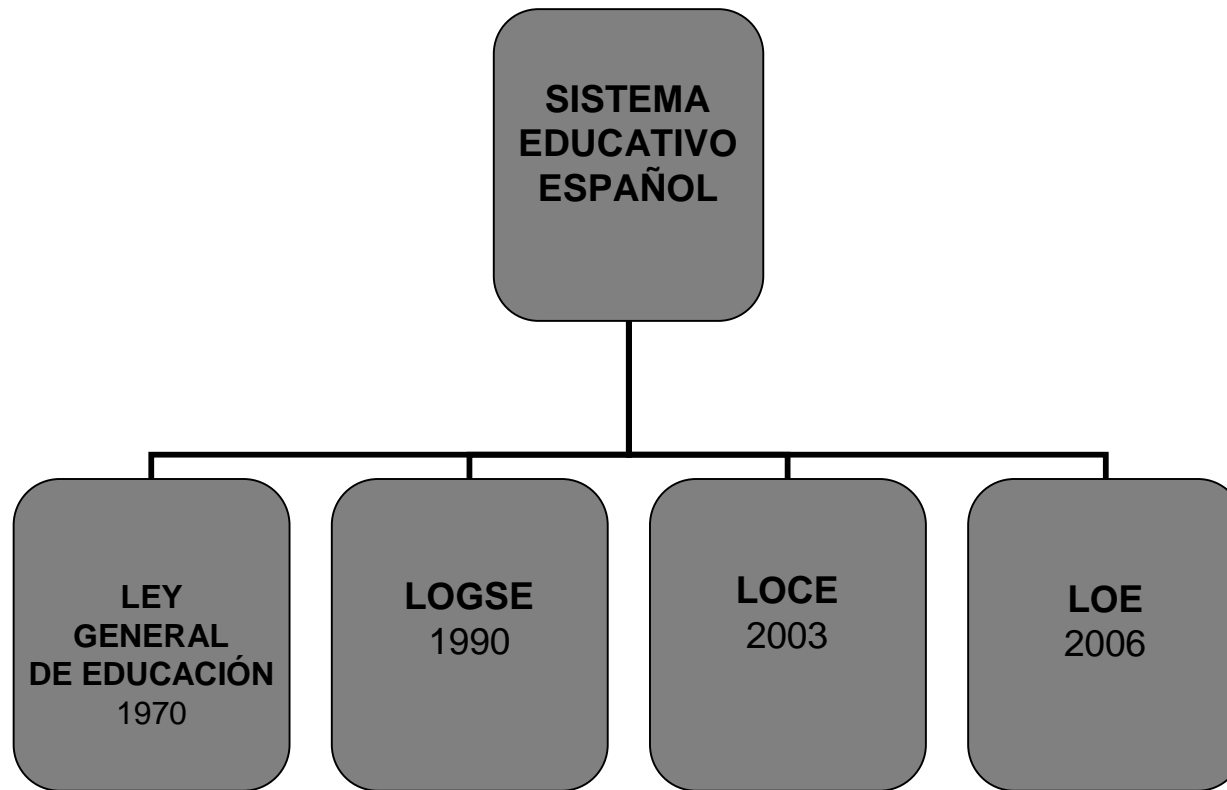 SISTEMA
EDUCATIVO
ESPAÑOL
LEY
GENERAL
DE EDUCACIÓN
1970
LOGSE
1990
LOCE
2003
LOE
2006